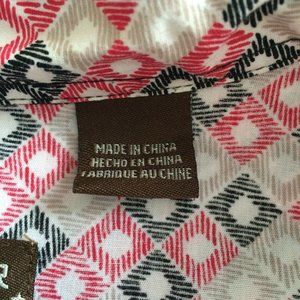 MADE IN CHINA
HECHO EN CHINA
FABRIQUE AU CHINE
R